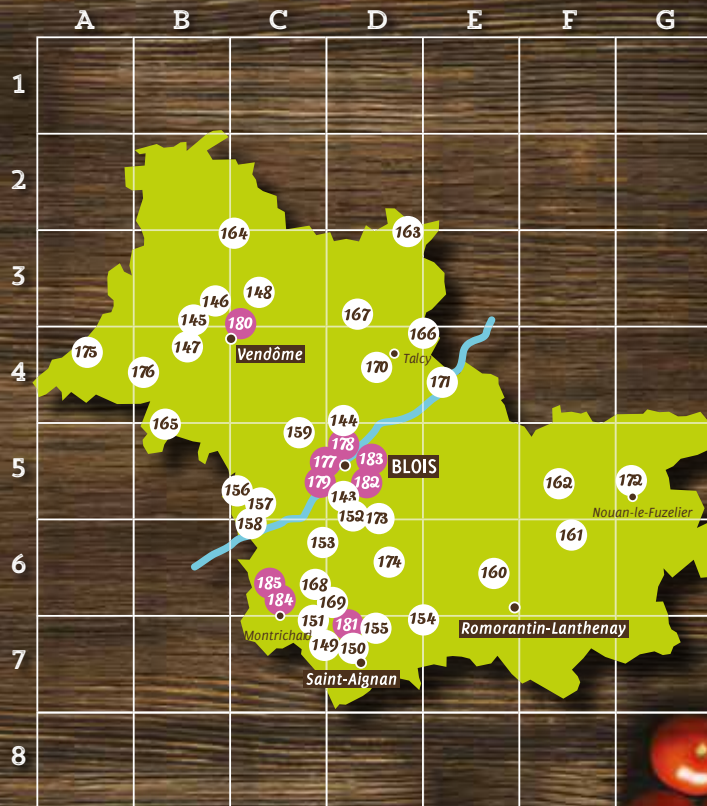 A B C D E F G
1
2
164 163
3
146 148
145 180 167
166
Vendôme
147
175 Talcy
170
4 176
171
144
165 159
178
183
177 BLOIS
5
179 182
156 162 172
143
157
Nouan-le-Fuzelier
152 173
158
161
153
6 174
160
185 168
184 169
Romorantin-Lanthenay
151 181 155 154
Montrichard
149 150
7
Saint-Aignan
8